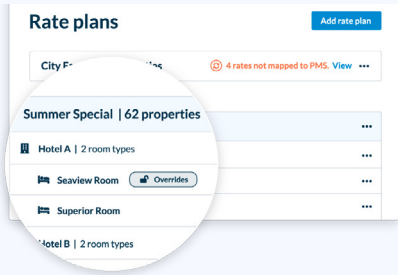 Rate plans
Add rate plan
City
4 rates not mapped to PMS. View
Summer Special | 62 properties
Hotel A | 2 room types
Seaview Room
Overrides
Superior Room
Hotel B | 2 room types